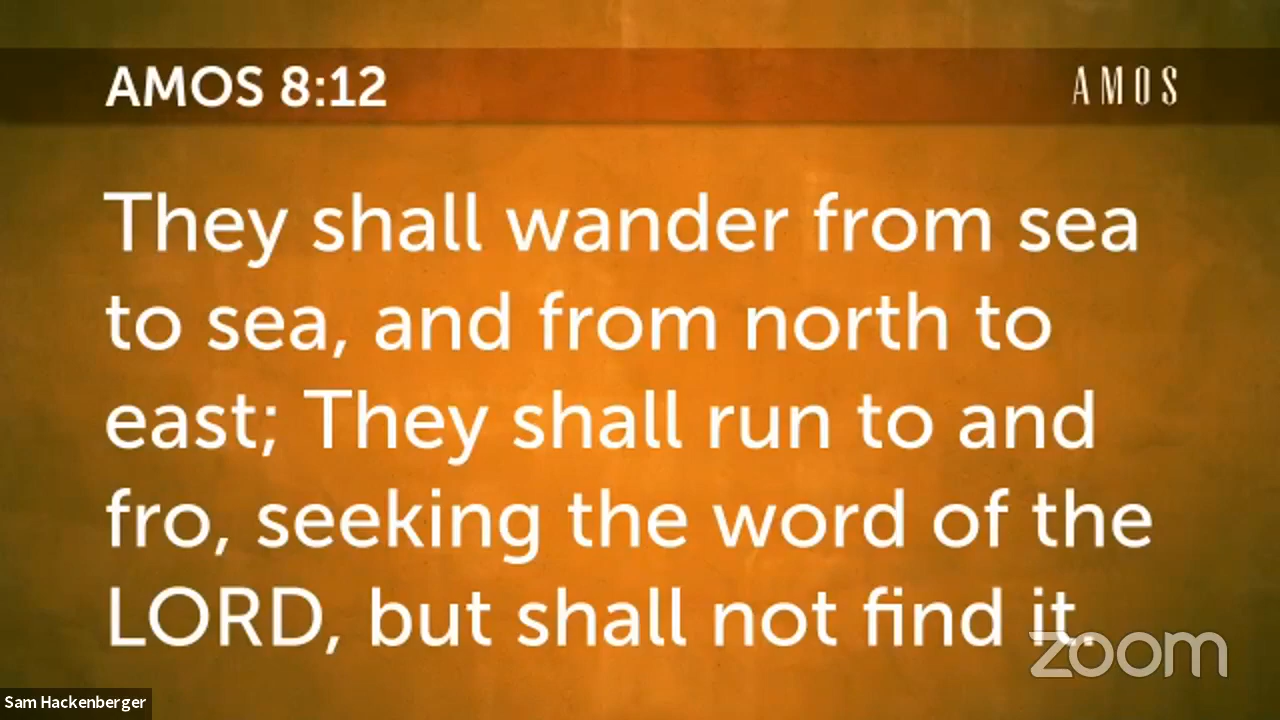 AMOS 8:12
AMOS
They shall wander from sea
to sea, and from north to
east; They shall run to and
fro, seeking the word of the
LORD, but shall not find it.
zoom
Sam Hackenberger